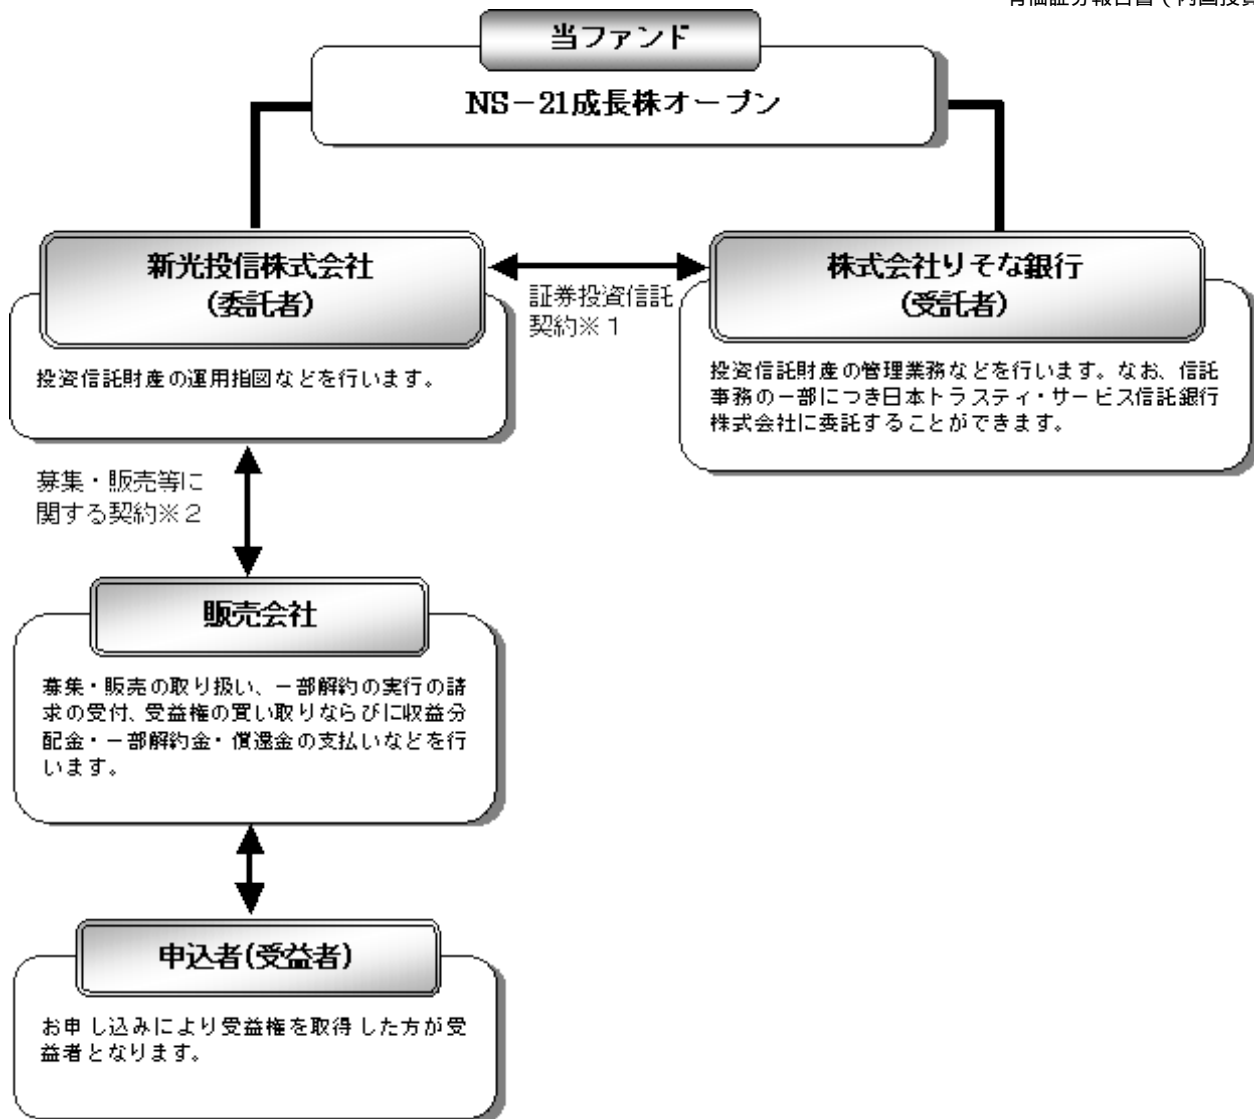 当ファンド
NS－21成長株オープン
新光投信株式会社
(委託者)
投資信託財産の運用指図などを行います。
証券投資信託
契約※1
株式会社りそな銀行
(受託者)
投資信託財産の管理業務などを行います。なお、信託
事務の一部につき日本トラスティ・サービス信託銀行
株式会社に委託することができます。
募集・販売等に
関する契約※2
販売会社
募集・販売の取り扱い、一部解約の実行の請
求の受付、受益権の買い取りならびに収益分
配金・一部解約金・償還金の支払いなどを行
います。
申込者(受益者)
お申し込みにより受益権を取得した方が受
益者となります。